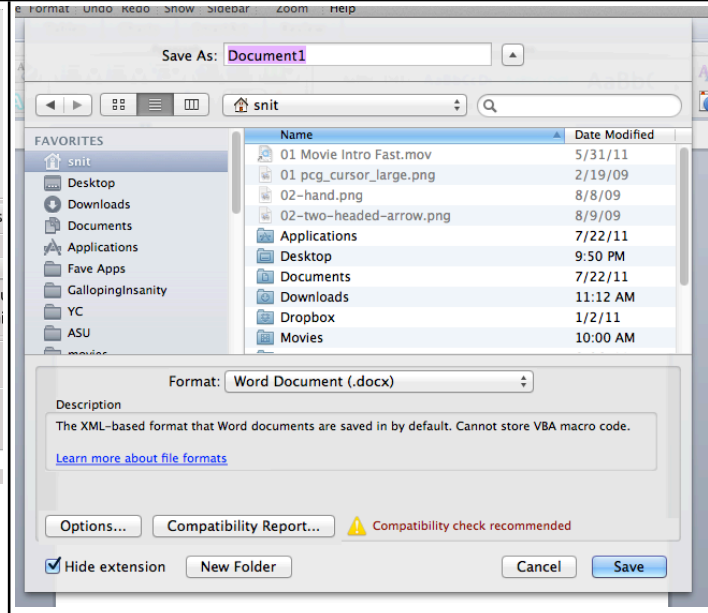 e Format Undo Redo Show Sidebar Zoom Help
Save As: Document1
snit
FAVORITES
snit
Desktop
Downloads
Documents
Applications
Fave Apps
GallopingInsanity
YC
ASU
movies
Name Date Modified
01 Movie Intro Fast.mov 5/31/11
01 pcg_cursor_large.png 2/19/09
02-hand.png 8/8/09
02-two-headed-arrow.png 8/9/09
Applications 7/22/11
Desktop 9:50 PM
Documents 7/22/11
Downloads 11:12 AM
Dropbox 1/2/11
Movies 10:00 AM
Format: Word Document (.docx)
Description
The XML-based format that Word documents are saved in by default. Cannot store VBA macro code.
Learn more about file formats
Options... Compatibility Report... Compatibility check recommended
Hide extension New Folder Cancel Save